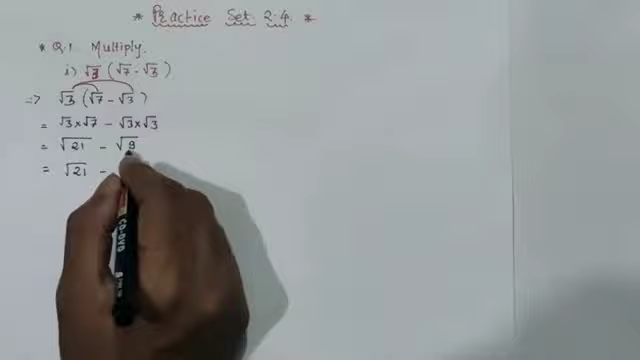 * Practice Set 2.4. *
* Q.1. Multiply.
i) √3 (√7 - √3)
=> √3 (√7 - √3)
= √3 × √7 - √3 × √3
= √21 - √9
= √21 -